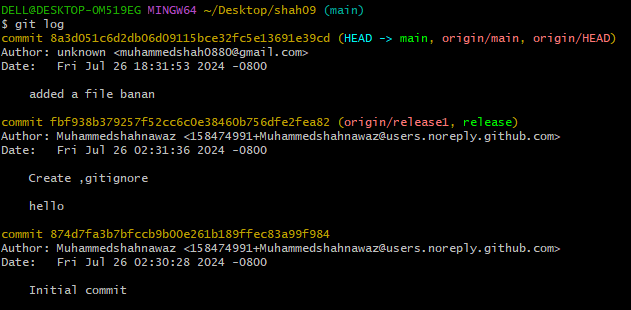 DELL@DESKTOP-OM519EG MINGW64 ~/Desktop/shah09 (main)
$ git log
commit 8a3d051c6d2db06d09115bce32fc5e13691e39cd (HEAD -> main, origin/main, origin/HEAD)
Author: unknown <muhammedshah0880@gmail.com>
Date:   Fri Jul 26 18:31:53 2024 -0800
    added a file banan
commit fbf938b379257f52cc6c0e38460b756dfe2fea82 (origin/release1, release)
Author: Muhammedshahnawaz <158474991+Muhammedshahnawaz@users.noreply.github.com>
Date:   Fri Jul 26 02:31:36 2024 -0800
    Create ,gitignore
    hello
commit 874d7fa3b7bfccb9b00e261b189ffec83a99f984
Author: Muhammedshahnawaz <158474991+Muhammedshahnawaz@users.noreply.github.com>
Date:   Fri Jul 26 02:30:28 2024 -0800
    Initial commit